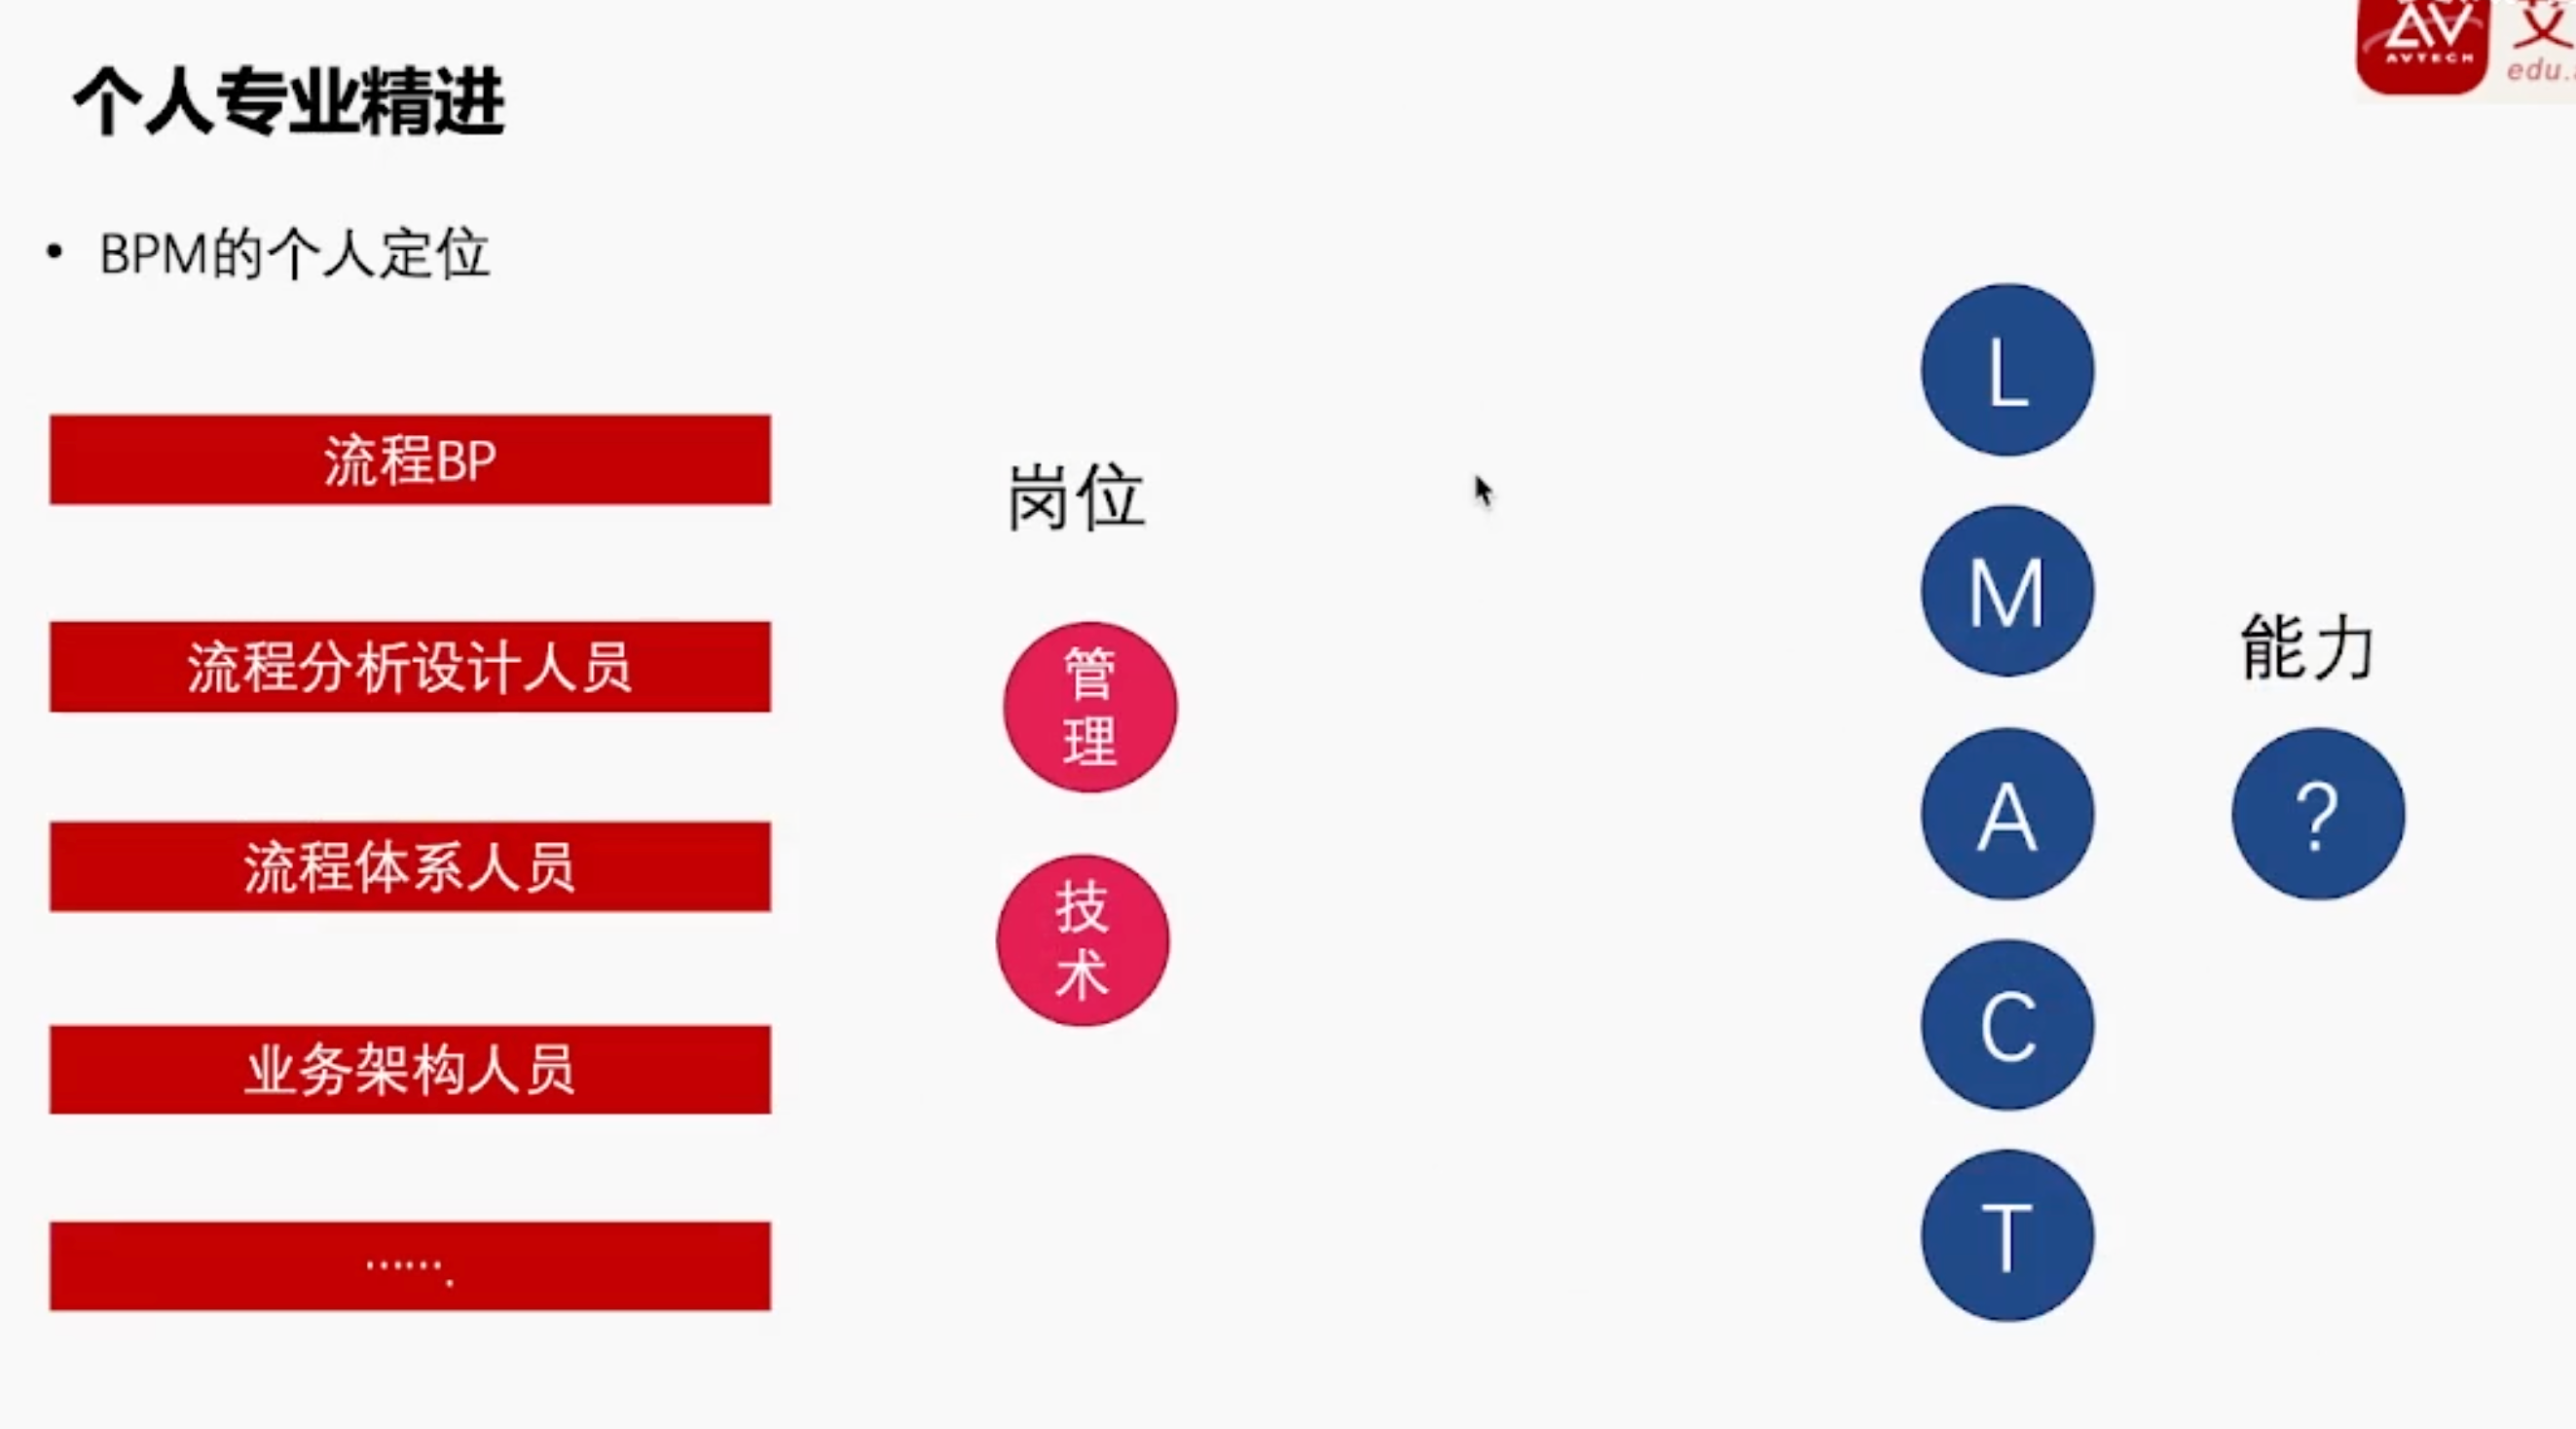 个人专业精进
AVTECH
edu.
• BPM的个人定位
流程BP
流程分析设计人员
流程体系人员
业务架构人员
…….
岗位
管
理
技
术
L
M
A
C
T
能力
?